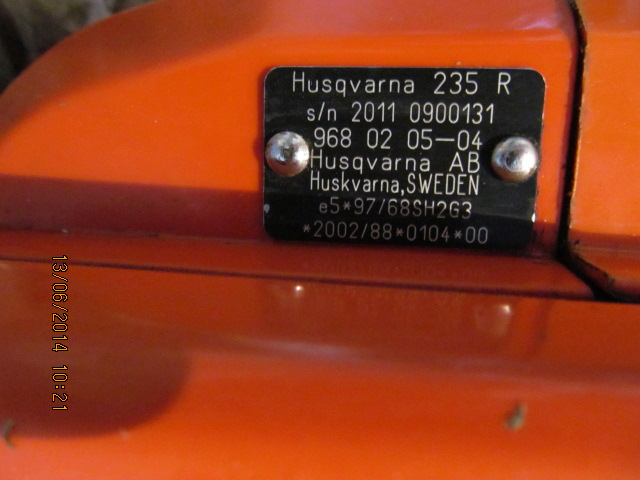 Husqvarna 235 R
s/n 2011 0900131
968 02 05-04
Husqvarna AB
Huskvarna,SWEDEN
e5*97/68SH2G3
*2002/88*0104*00
13/06/2014 10:21